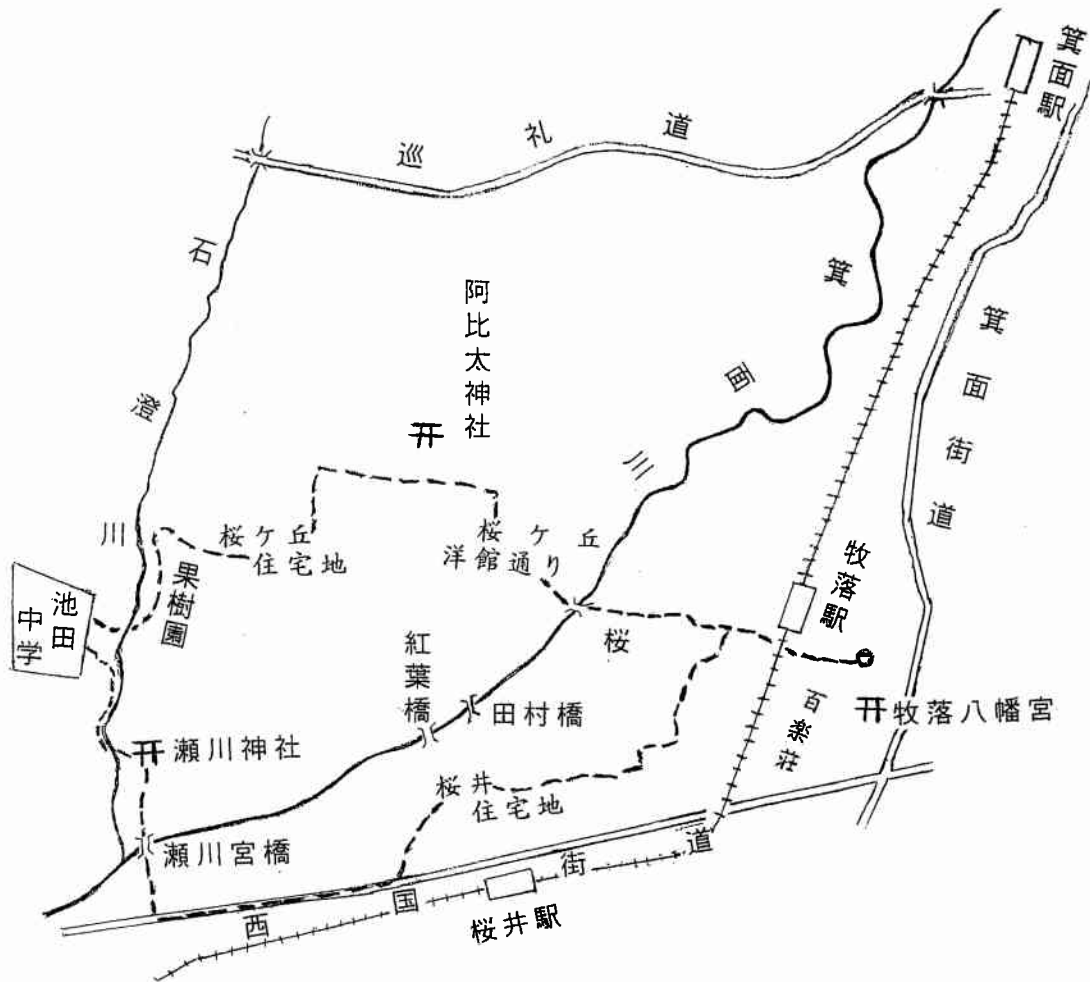 箕面駅
巡礼道
箕面川
箕面街道
石澄川
阿比太神社
桜ケ丘
住宅地
桜ケ丘
洋館通り
果樹園
池田
中学
牧落駅
桜
紅葉橋
田村橋
百楽荘
牧落八幡宮
瀬川神社
桜井
住宅地
瀬川宮橋
西国街道
桜井駅